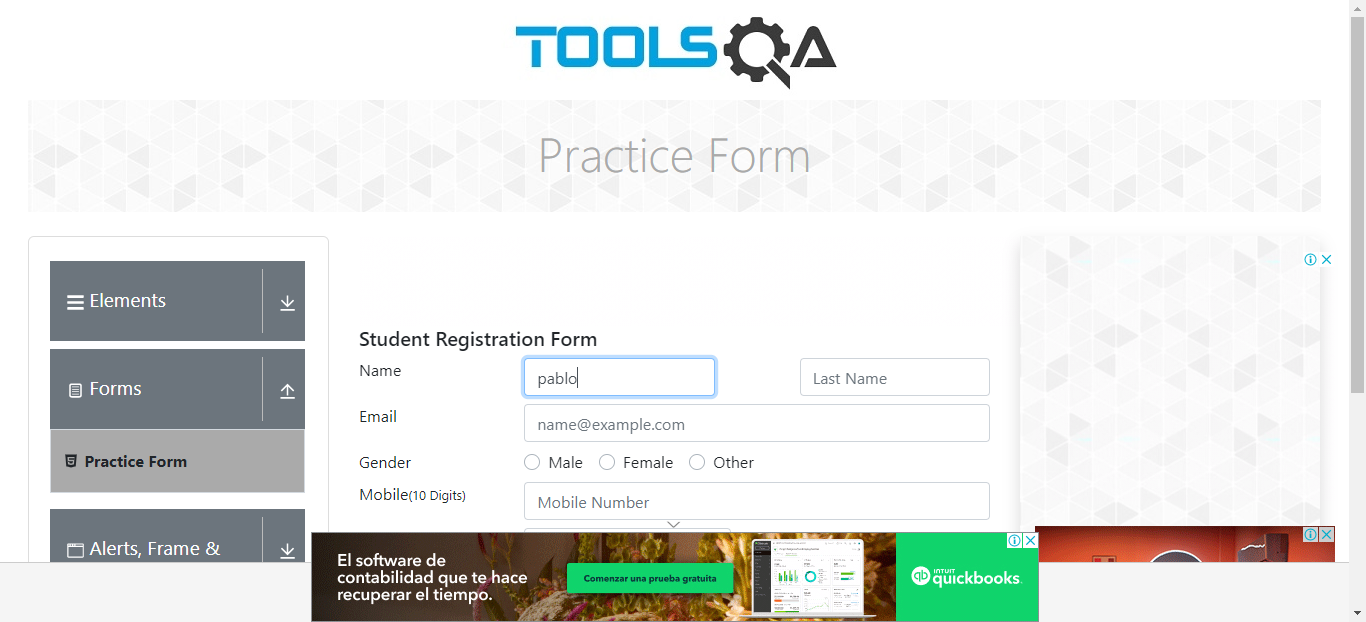 TOOLSQA
Practice Form
Elements
Forms
Practice Form
Alerts, Frame &
Student Registration Form
Name
pablo
Last Name
Email
name@example.com
Gender
Male
Female
Other
Mobile(10 Digits)
Mobile Number
El software de
contabilidad que te hace
recuperar el tiempo.
Comenzar una prueba gratuita
INTUIT
quickbooks.